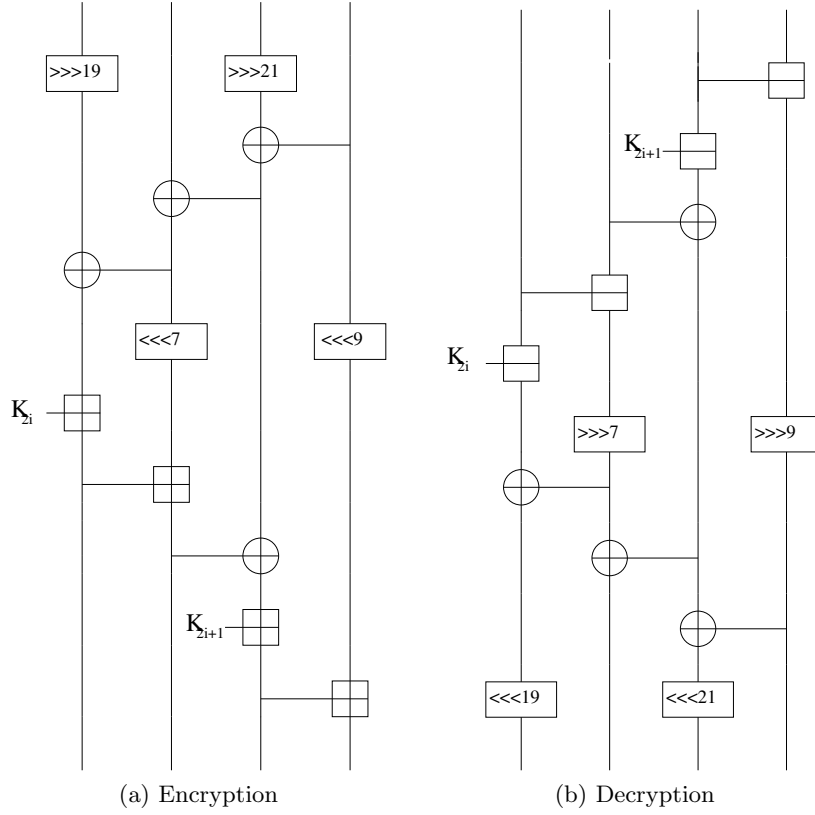 >>>19
>>>21
<<<7
<<<9
K2i
K2i+1
(a) Encryption
K2i+1
K2i
>>>7
>>>9
<<<19
<<<21
(b) Decryption